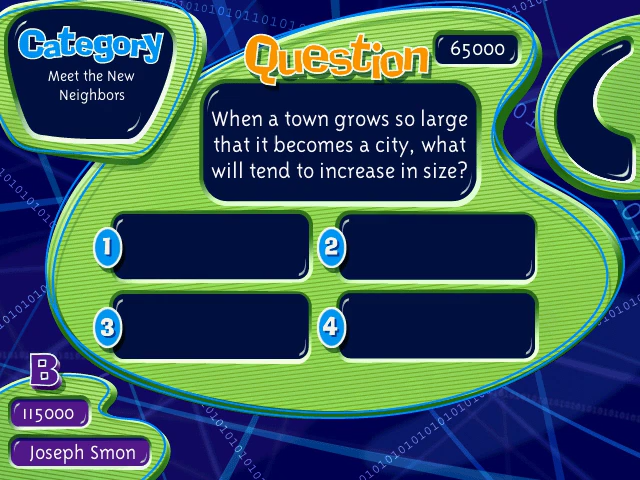 Category
Meet the New
Neighbors
Question
65000
When a town grows so large
that it becomes a city, what
will tend to increase in size?
1
2
3
4
B
115000
Joseph Smon